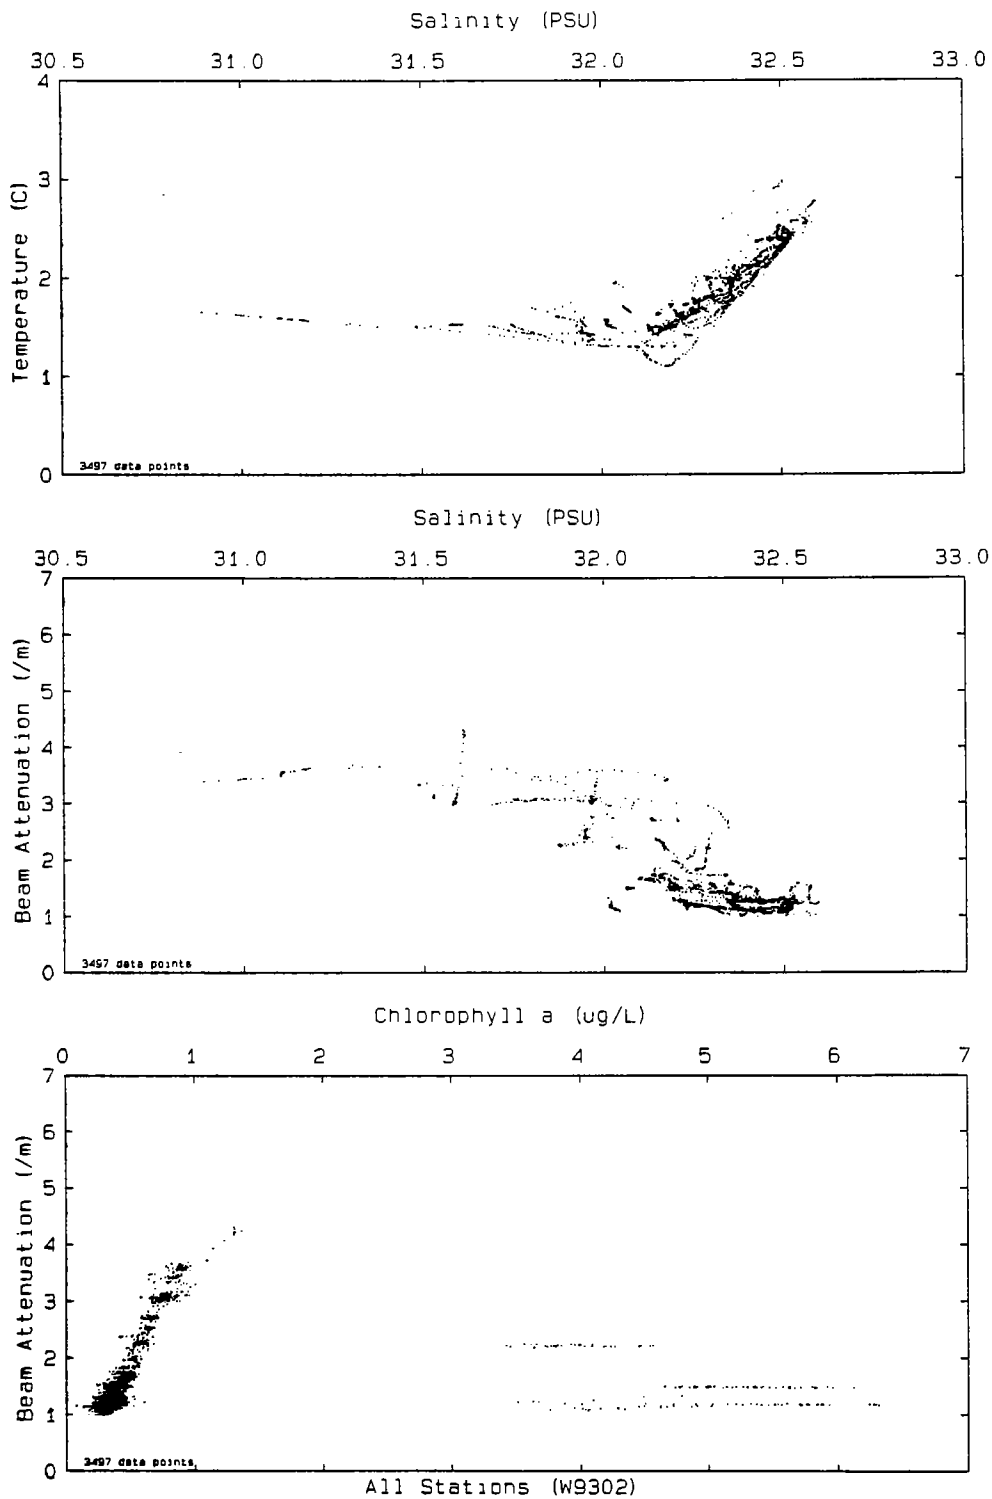 Salinity (PSU)
30.5 31.0 31.5 32.0 32.5 33.0
4
3
2
1
0
Temperature (C)
3497 data points
Salinity (PSU)
30.5 31.0 31.5 32.0 32.5 33.0
7
6
5
4
3
2
1
0
Beam Attenuation (/m)
3497 data points
Chlorophyll a (ug/L)
0 1 2 3 4 5 6 7
7
6
5
4
3
2
1
0
Beam Attenuation (/m)
3497 data points
All Stations (W9302)